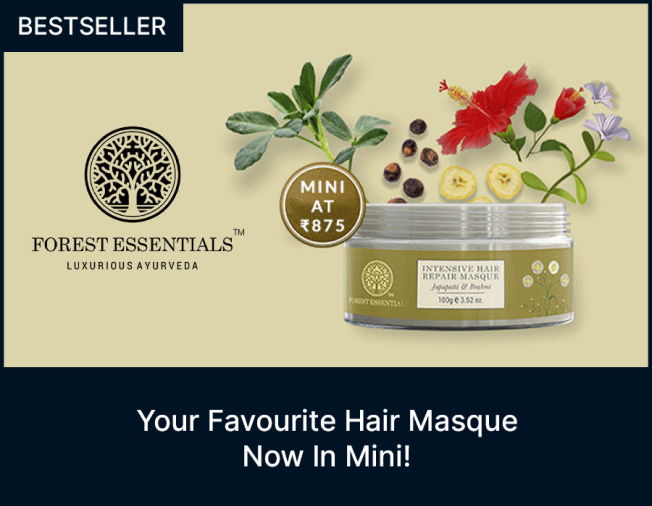 BESTSELLER
FOREST ESSENTIALS™
LUXURIOUS AYURVEDA
MINI
AT
₹875
FOREST ESSENTIALS™
INTENSIVE HAIR
REPAIR MASQUE
Japapatti & Brahmi
100g e 3.52 oz.
Your Favourite Hair Masque
Now In Mini!